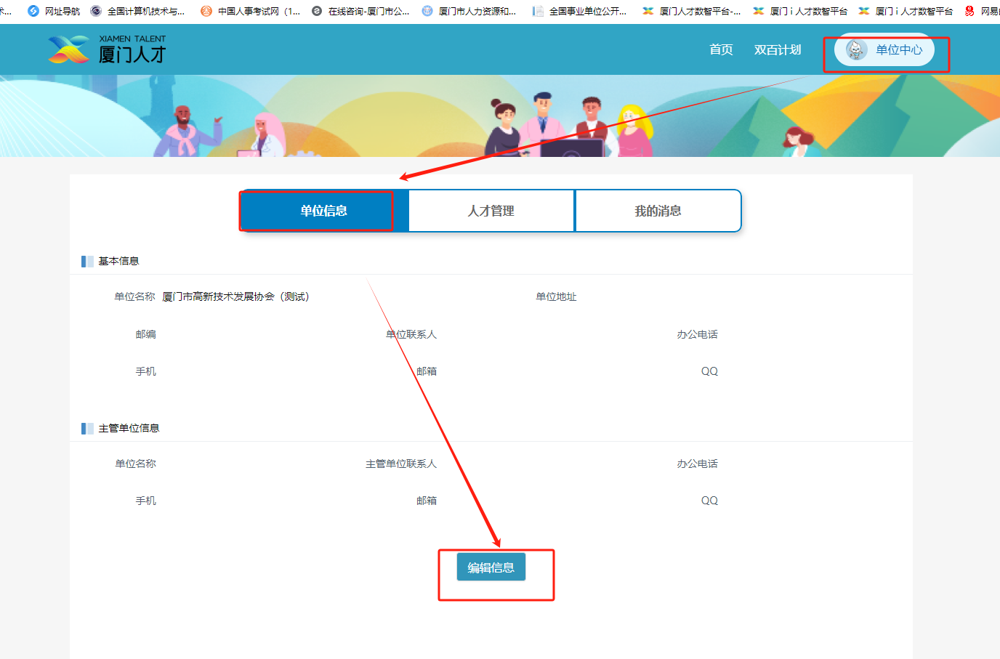 术... 网址导航 全国计算机技术与... 中国人事考试网（1... 在线咨询-厦门市公... 厦门市人力资源和... 全国事业单位公开... 厦门人才数智平台-... 厦门 i 人才数智平台 厦门 i 人才数智平台 网易
XIAMEN TALENT
厦门人才
首页 双百计划 单位中心
单位信息 人才管理 我的消息
基本信息
单位名称 厦门市高新技术发展协会（测试） 单位地址
邮编 单位联系人 办公电话
手机 邮箱 QQ
主管单位信息
单位名称 主管单位联系人 办公电话
手机 邮箱 QQ
编辑信息